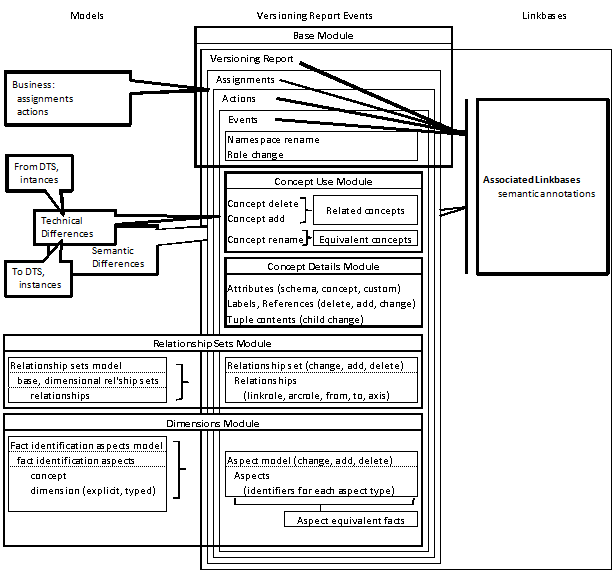 Models
Versioning Report Events
Linkbases
Base Module
Versioning Report
Assignments
Actions
Events
Namespace rename
Role change
Business:
assignments
actions
From DTS,
intances
Technical
Differences
Semantic
Differences
To DTS,
instances
Associated Linkbases
semantic annotations
Concept Use Module
Concept delete
Concept add
Related concepts
Concept rename
Equivalent concepts
Concept Details Module
Attributes (schema, concept, custom)
Labels, References (delete, add, change)
Tuple contents (child change)
Relationship Sets Module
Relationship sets model
base, dimensional rel'ship sets
relationships
Relationship set (change, add, delete)
Relationships
(linkrole, arcrole, from, to, axis)
Dimensions Module
Fact identification aspects model
fact identification aspects
concept
dimension (explicit, typed)
Aspect model (change, add, delete)
Aspects
(identifiers for each aspect type)
Aspect equivalent facts